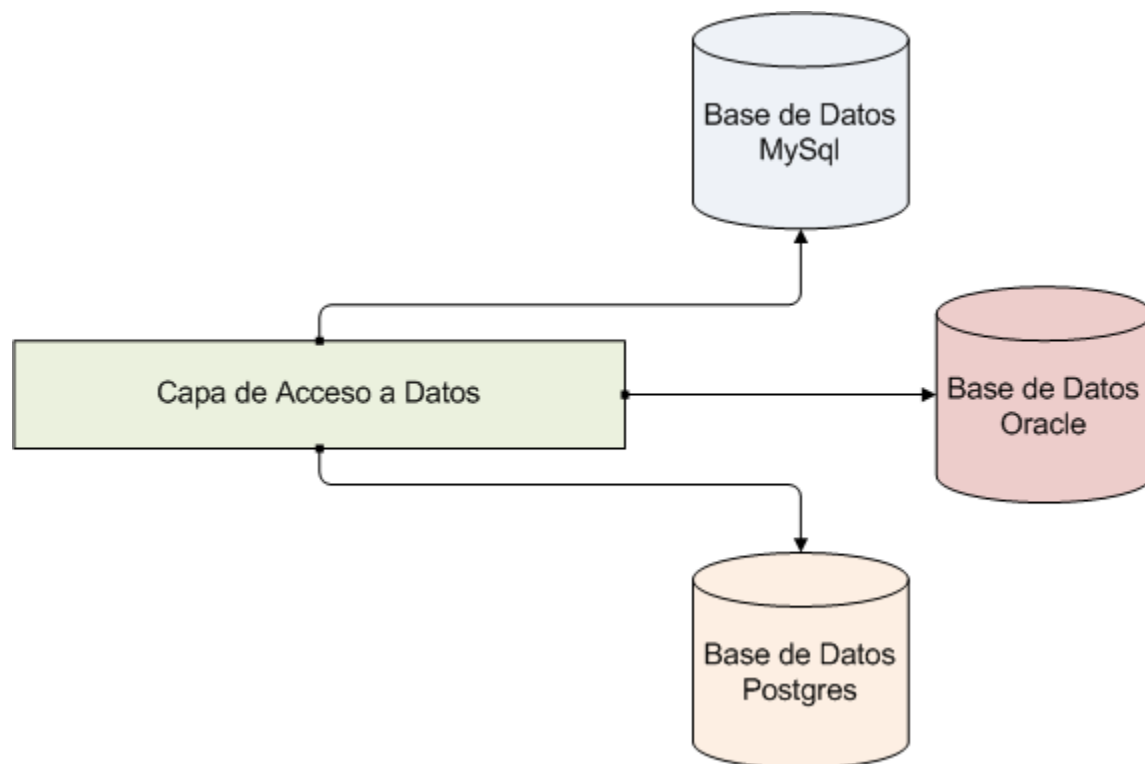 Base de Datos
MySql
Capa de Acceso a Datos
Base de Datos
Oracle
Base de Datos
Postgres